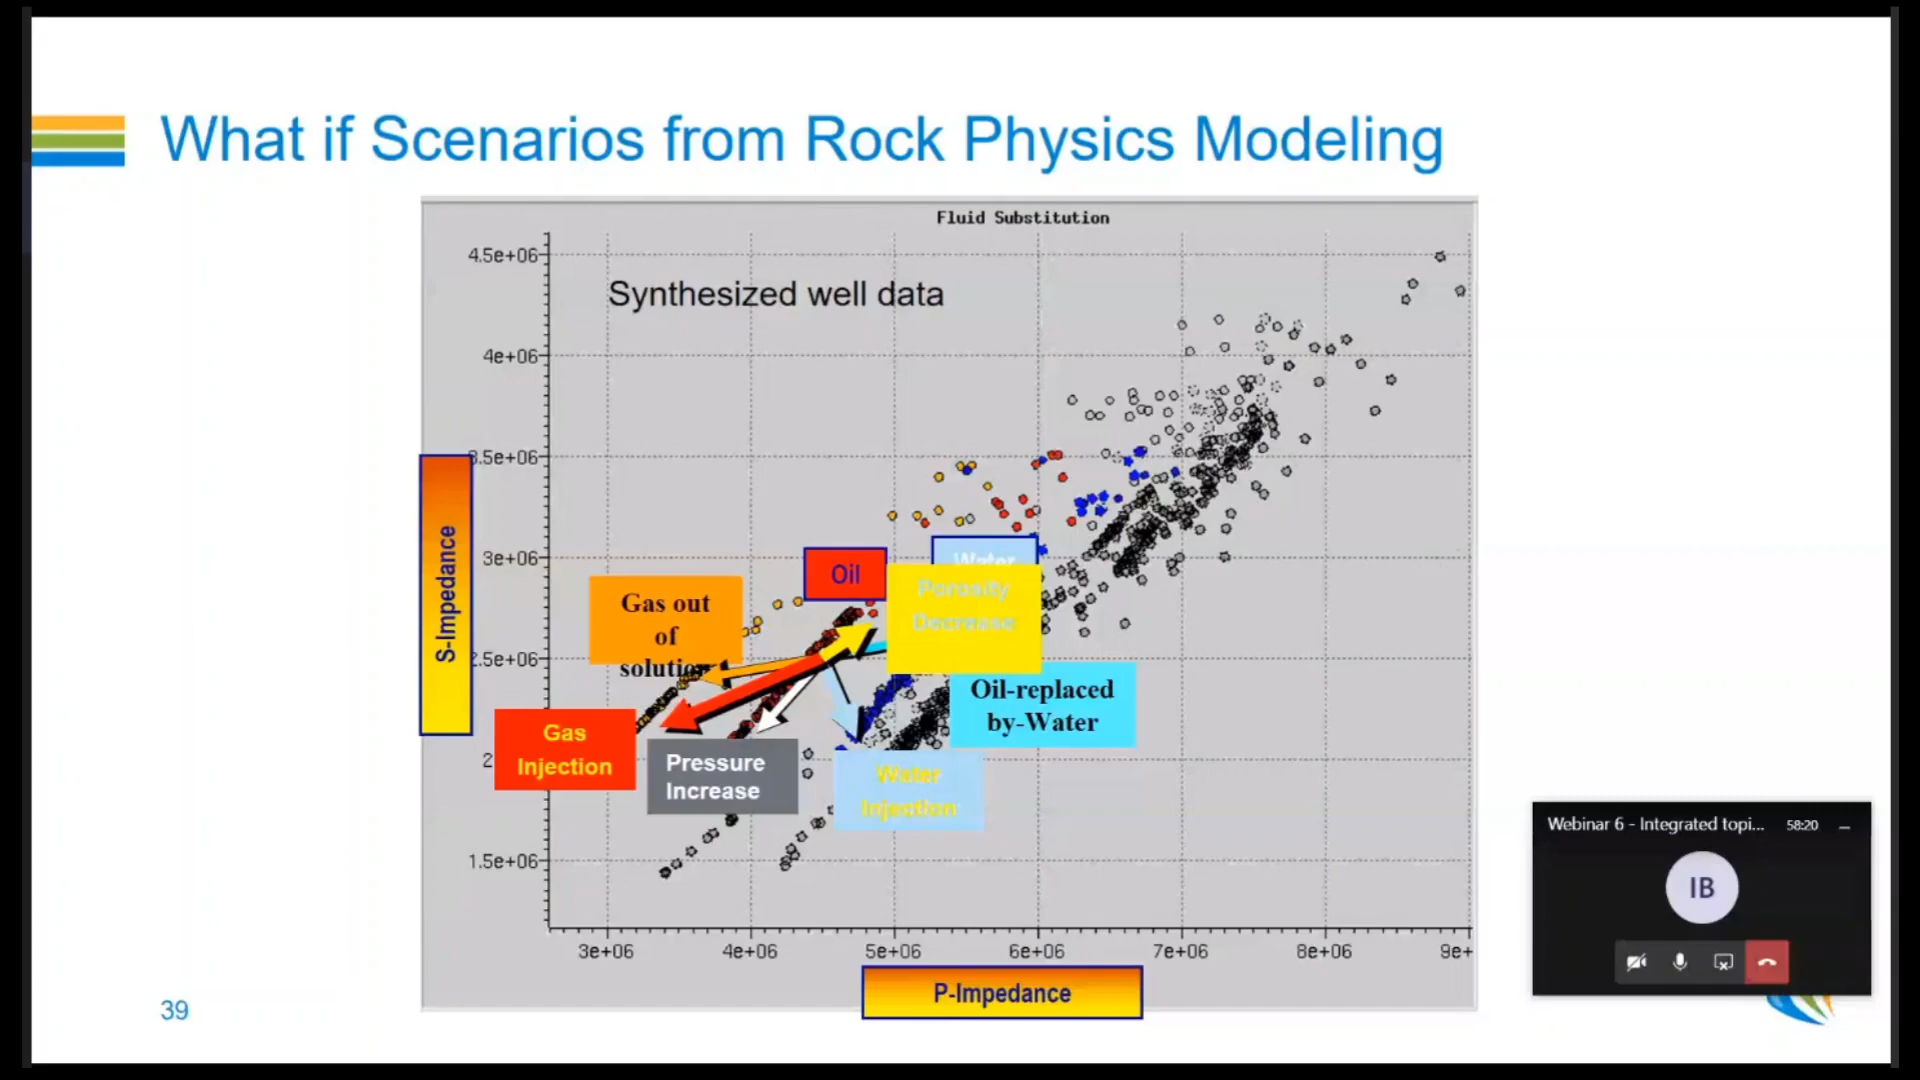 What if Scenarios from Rock Physics Modeling
Fluid Substitution
4.5e+06
Synthesized well data
4e+06
3.5e+06
3e+06
2.5e+06
2
1.5e+06
S-Impedance
Oil
Water
Porosity
Decrease
Gas out
of
solution
Oil-replaced
by-Water
Gas
Injection
Pressure
Increase
Water
Injection
3e+06
4e+06
5e+06
6e+06
7e+06
8e+06
9e+
P-Impedance
39
Webinar 6 - Integrated topi...
58:20
IB